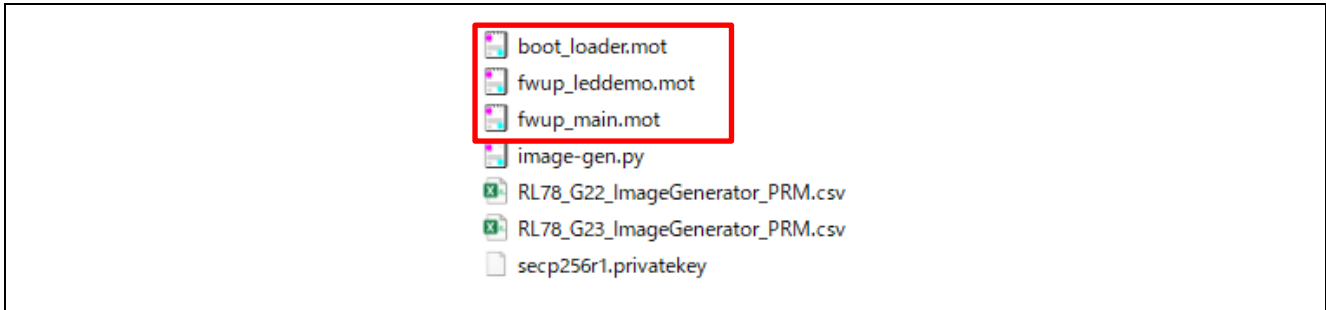 boot_loader.mot
fwup_leddemo.mot
fwup_main.mot
image-gen.py
RL78_G22_ImageGenerator_PRM.csv
RL78_G23_ImageGenerator_PRM.csv
secp256r1.privatekey